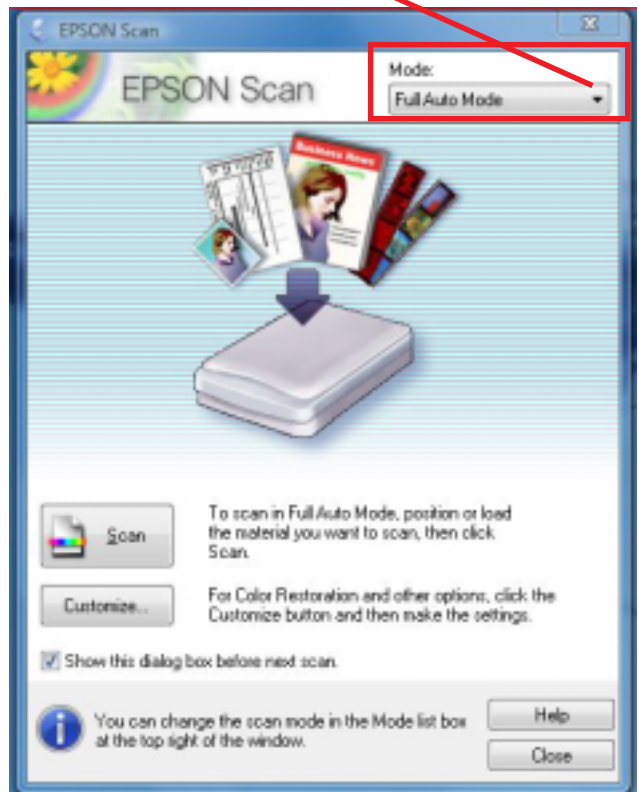 EPSON Scan
EPSON Scan
Mode:
Full Auto Mode
Business News
Scan
To scan in Full Auto Mode, position or load
the material you want to scan, then click
Scan.
Customize...
For Color Restoration and other options, click the
Customize button and then make the settings.
Show this dialog box before next scan.
You can change the scan mode in the Mode list box
at the top right of the window.
Help
Close